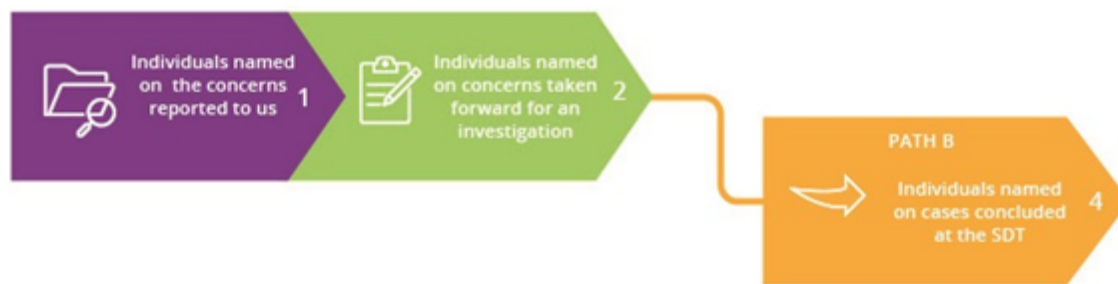 Individuals named
on the concerns
reported to us
1
Individuals named
on concerns taken
forward for an
investigation
2
PATH B
Individuals named
on cases concluded
at the SDT
4